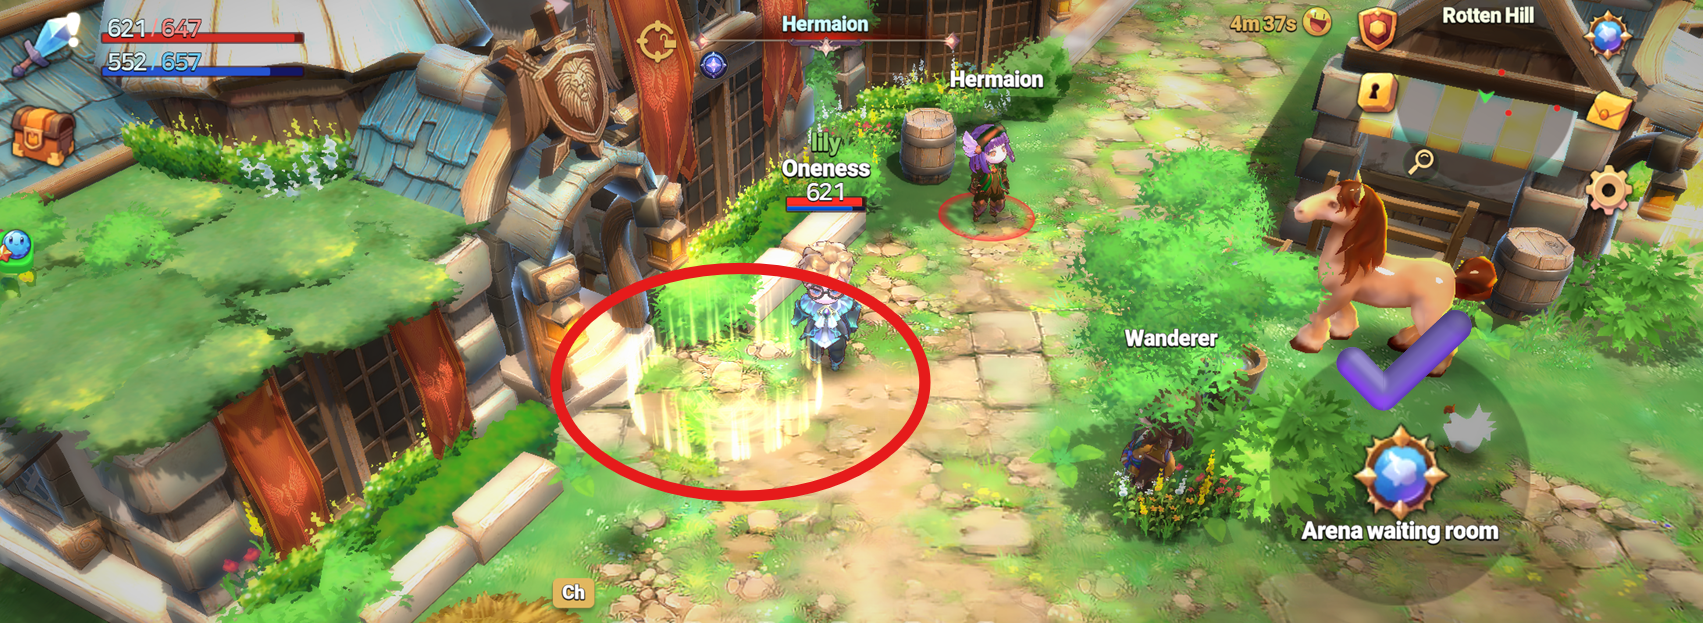 621 / 647
552 / 657
Hermaion
4m 37s
Rotten Hill
Hermaion
lily
Oneness
621
Wanderer
Arena waiting room
Ch